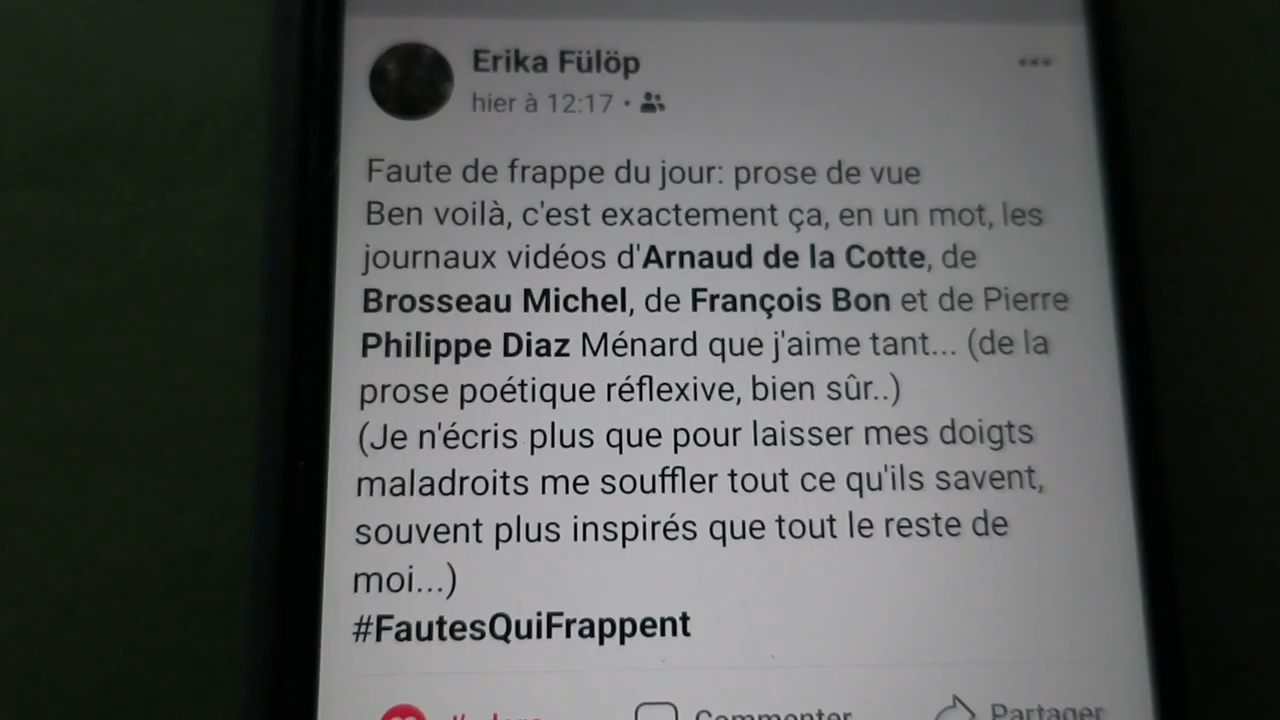 Erika Fülöp
hier à 12:17 •
Faute de frappe du jour: prose de vue
Ben voilà, c'est exactement ça, en un mot, les
journaux vidéos d'Arnaud de la Cotte, de
Brosseau Michel, de François Bon et de Pierre
Philippe Diaz Ménard que j'aime tant... (de la
prose poétique réflexive, bien sûr..)
(Je n'écris plus que pour laisser mes doigts
maladroits me souffler tout ce qu'ils savent,
souvent plus inspirés que tout le reste de
moi...)
#FautesQuiFrappent
Commenter Partager